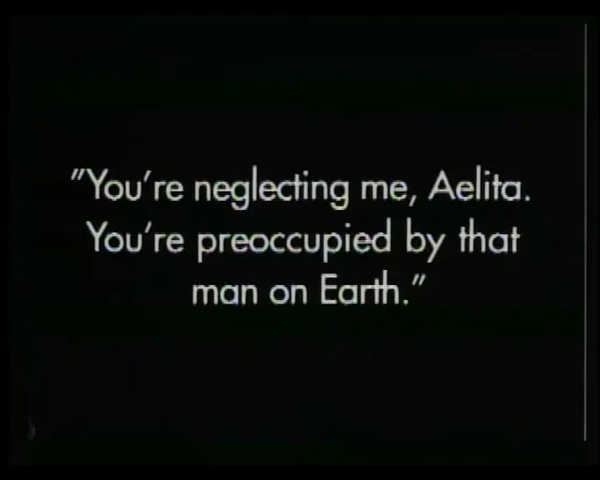 "You're neglecting me, Aelita.
You're preoccupied by that
man on Earth."